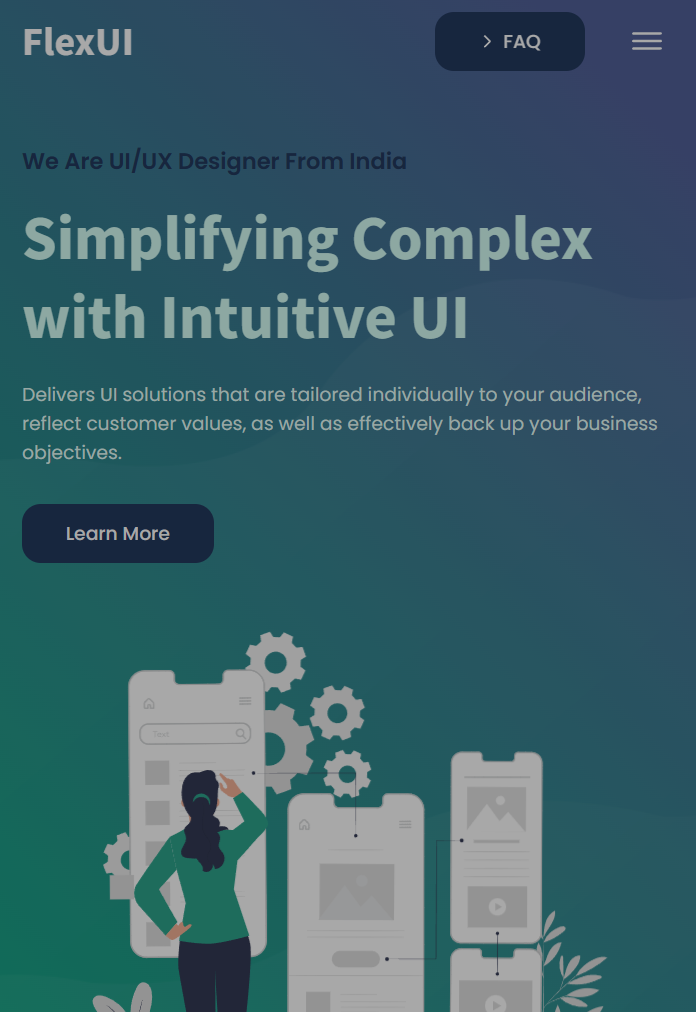 FlexUI
FAQ
We Are UI/UX Designer From India
Simplifying Complex
with Intuitive UI
Delivers UI solutions that are tailored individually to your audience,
reflect customer values, as well as effectively back up your business
objectives.
Learn More
Text